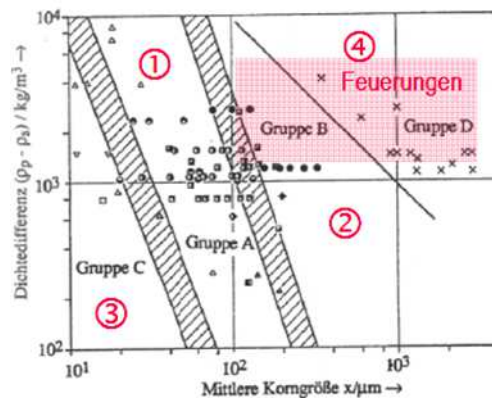 Dichtedifferenz (ρp - ρa) / kg/m³ →
10⁴
10³
10²
①
④
Feuerungen
Gruppe B
Gruppe D
②
Gruppe A
Gruppe C
③
10¹
10²
10³
Mittlere Korngröße x/μm →